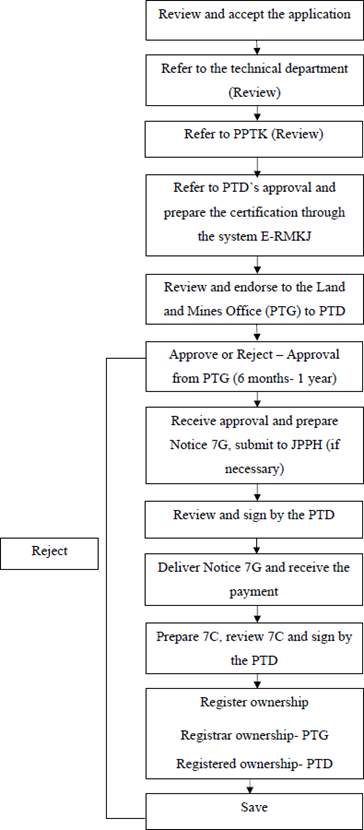 Review and accept the application
Refer to the technical department
(Review)
Refer to PPTK (Review)
Refer to PTD's approval and
prepare the certification through
the system E-RMKJ
Review and endorse to the Land
and Mines Office (PTG) to PTD
Approve or Reject – Approval
from PTG (6 months- 1 year)
Receive approval and prepare
Notice 7G, submit to JPPH (if
necessary)
Review and sign by the PTD
Reject
Deliver Notice 7G and receive the
payment
Prepare 7C, review 7C and sign by
the PTD
Register ownership
Registrar ownership- PTG
Registered ownership- PTD
Save